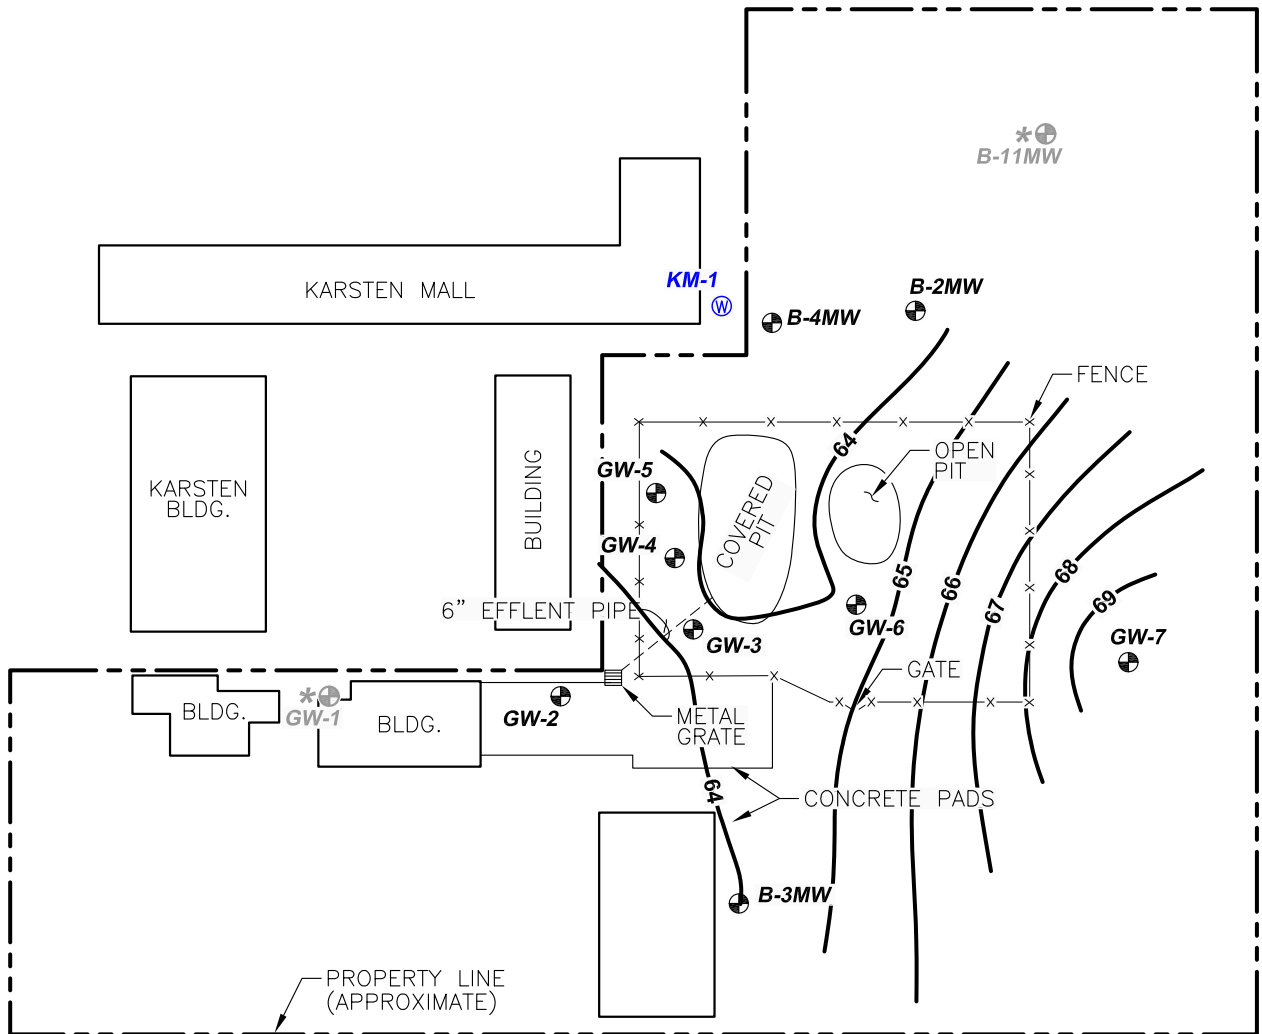 *
B-11MW
KM-1
B-2MW
B-4MW
KARSTEN MALL
FENCE
64
OPEN
PIT
GW-5
KARSTEN
BLDG.
BUILDING
COVERED
PIT
GW-4
65
66
67
68
69
6” EFFLENT PIPE
GW-3
GW-6
GW-7
GATE
*
GW-1
BLDG.
BLDG.
GW-2
METAL
GRATE
64
CONCRETE PADS
B-3MW
PROPERTY LINE
(APPROXIMATE)
W
X X X X X X X
X X X X X
X X X X
X X X X X X X